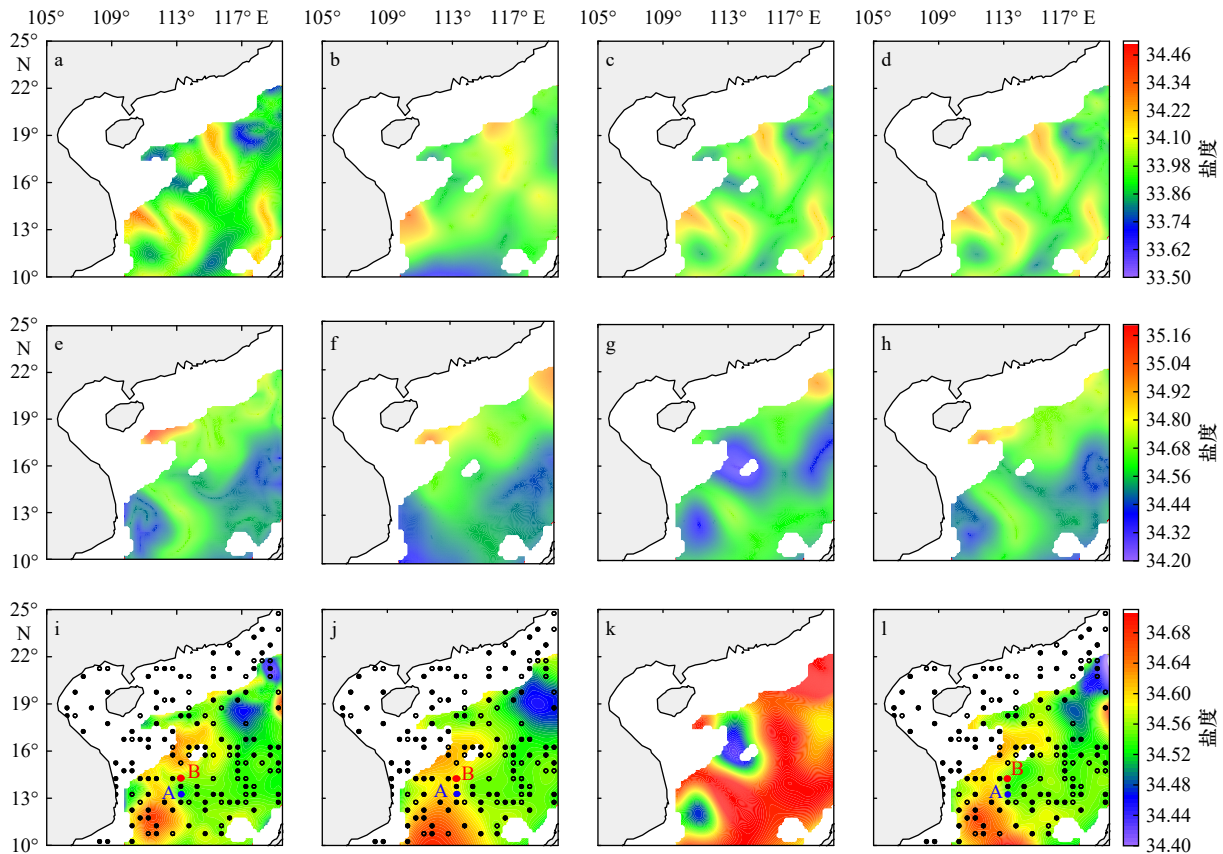 105° 109° 113° 117° E 105° 109° 113° 117° E 105° 109° 113° 117° E 105° 109° 113° 117° E
25°
N
22°
19°
16°
13°
10°
a
b
c
d
34.46
34.34
34.22
34.10
33.98
33.86
33.74
33.62
33.50
盐度
25°
N
22°
19°
16°
13°
10°
e
f
g
h
35.16
35.04
34.92
34.80
34.68
34.56
34.44
34.32
34.20
盐度
25°
N
22°
19°
16°
13°
10°
i
B
A
j
B
A
k
l
B
A
34.68
34.64
34.60
34.56
34.52
34.48
34.44
34.40
盐度